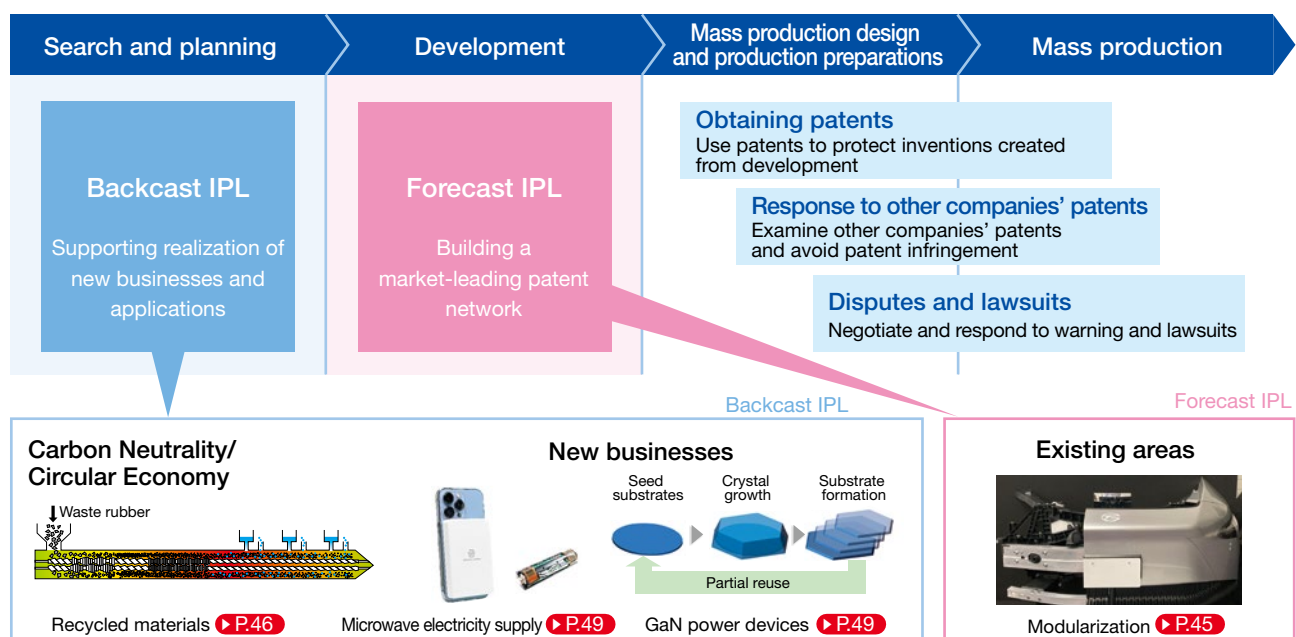 Search and planning
Development
Mass production design
and production preparations
Mass production
Backcast IPL
Supporting realization of
new businesses and
applications
Forecast IPL
Building a
market-leading patent
network
Obtaining patents
Use patents to protect inventions created
from development
Response to other companies' patents
Examine other companies' patents
and avoid patent infringement
Disputes and lawsuits
Negotiate and respond to warning and lawsuits
Backcast IPL
Carbon Neutrality/
Circular Economy
Waste rubber
Recycled materials P.46
New businesses
Microwave electricity supply P.49
Seed
substrates
Crystal
growth
Substrate
formation
Partial reuse
GaN power devices P.49
Forecast IPL
Existing areas
Modularization P.45